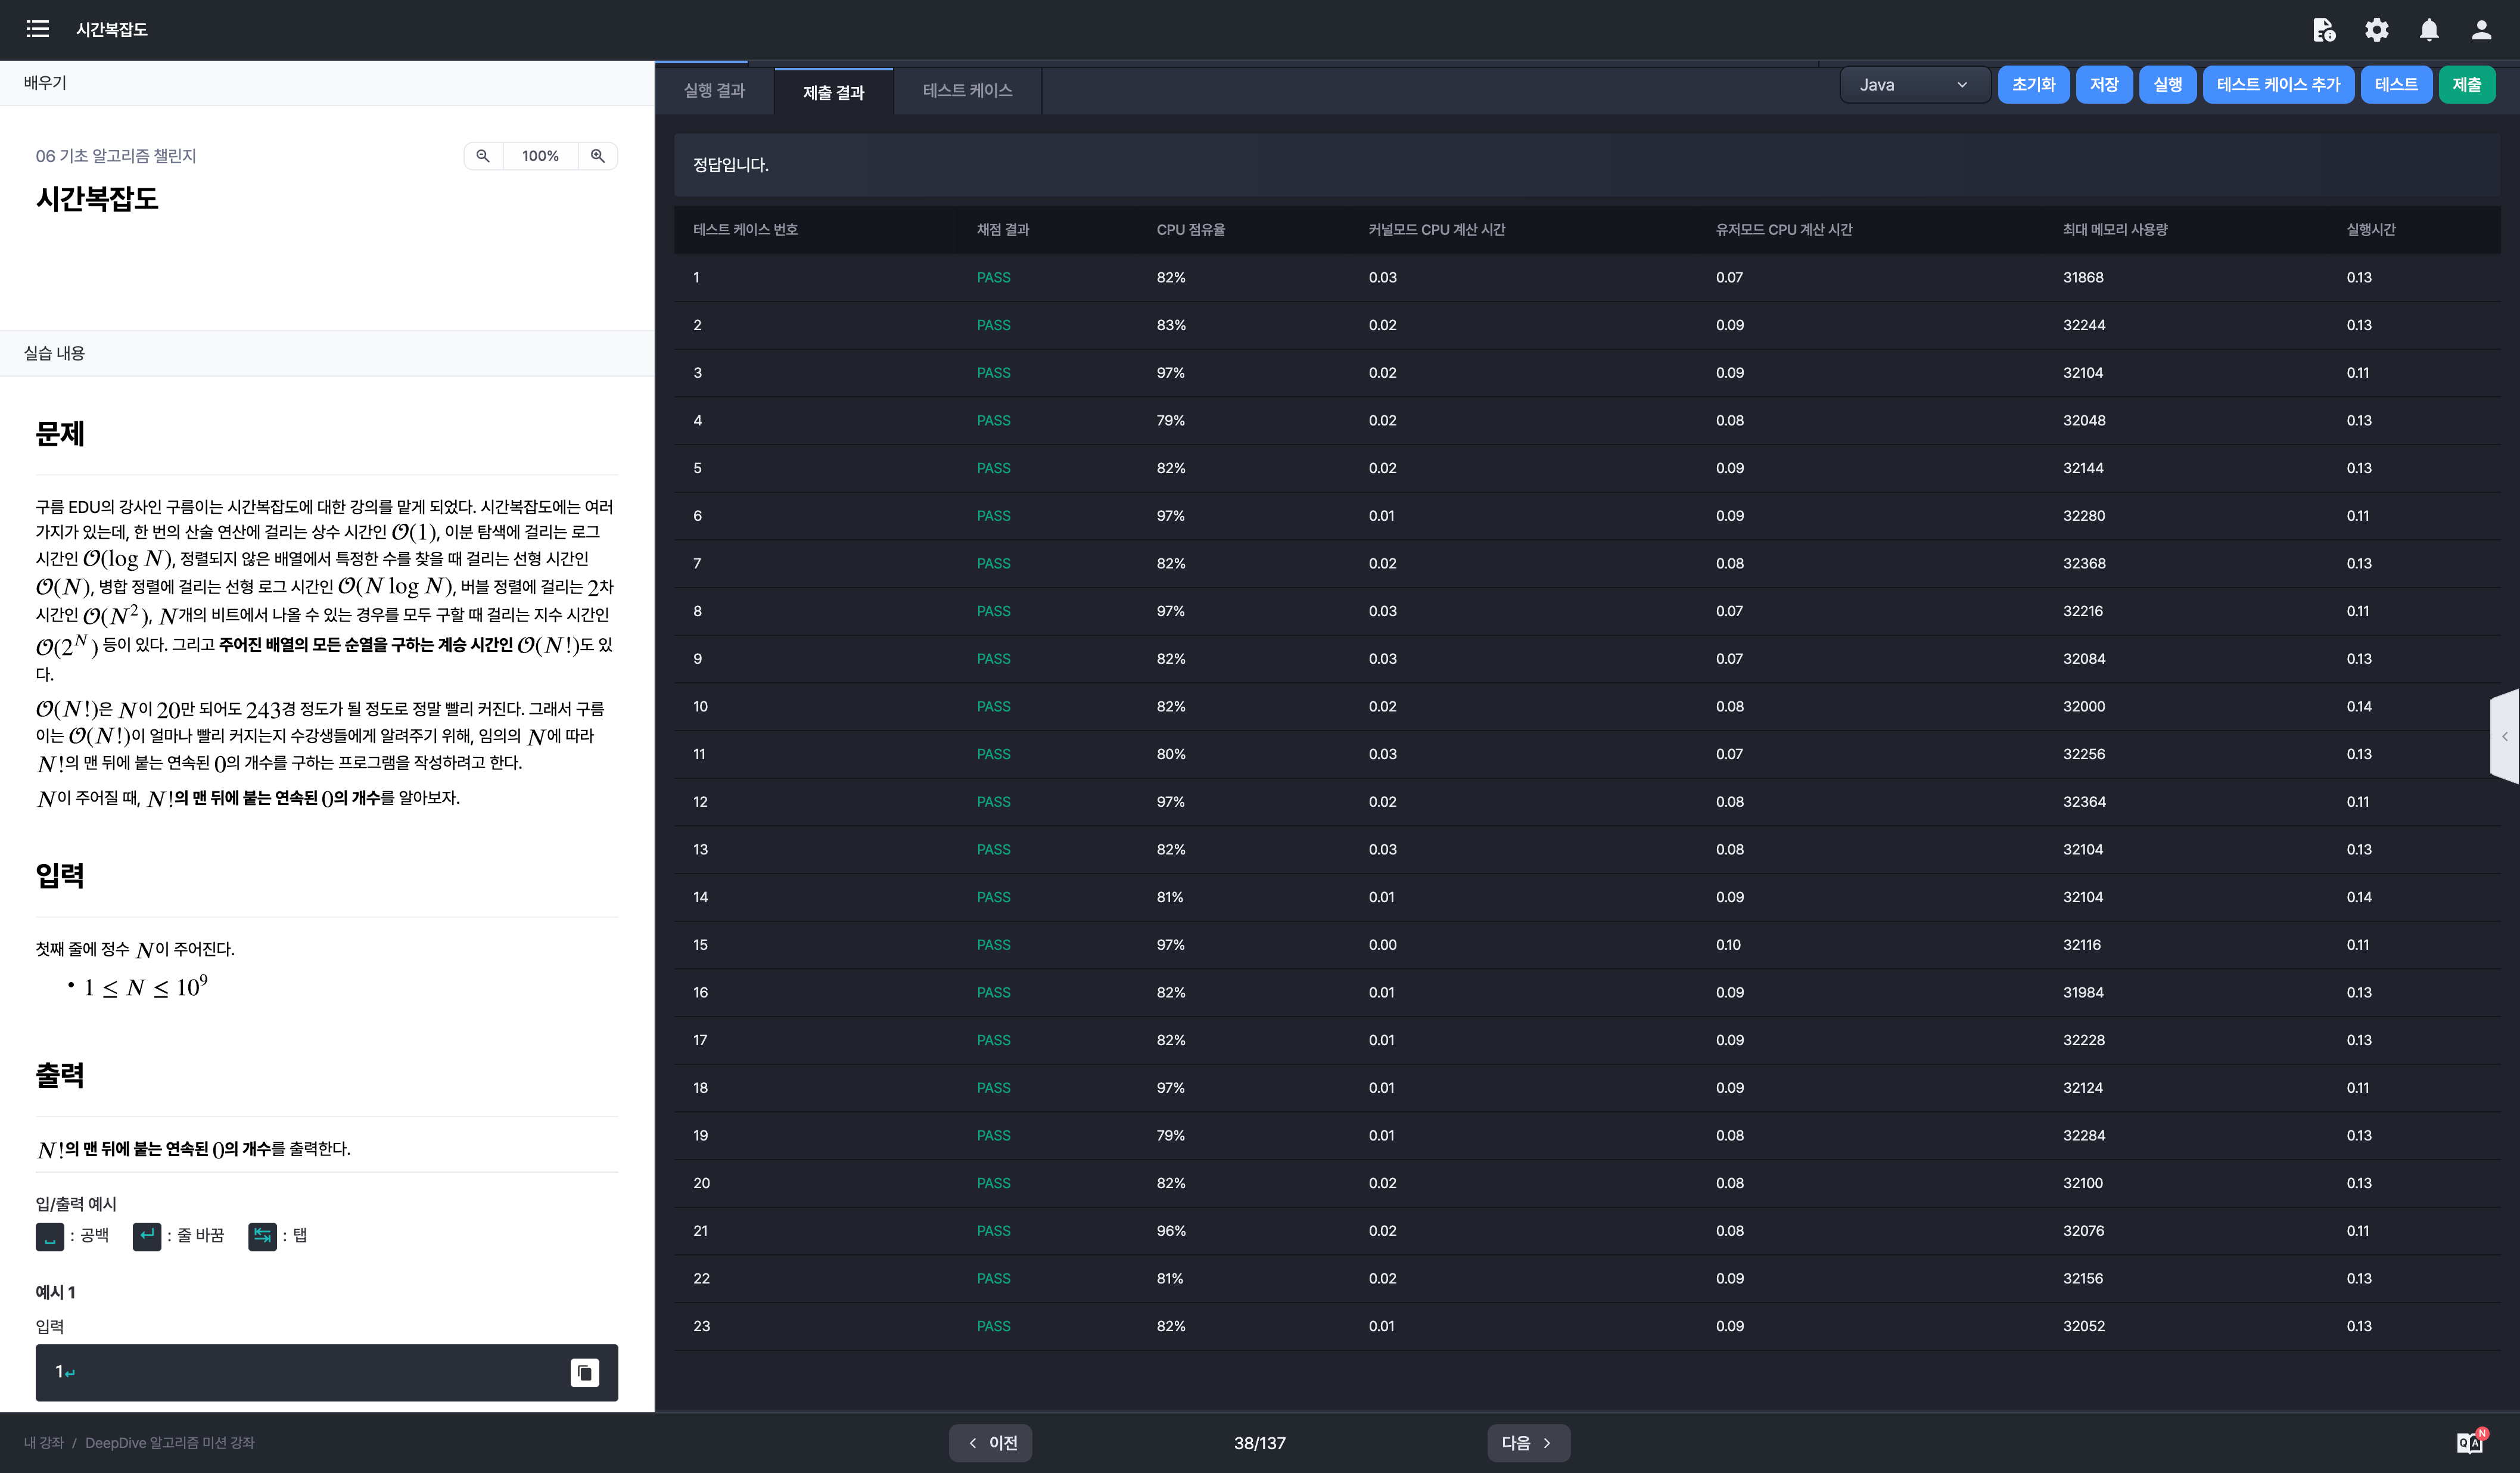 시간복잡도
배우기
06 기초 알고리즘 챌린지
100%
시간복잡도
실습 내용
문제
구름 EDU의 강사인 구름이는 시간복잡도에 대한 강의를 맡게 되었다. 시간복잡도에는 여러
가지가 있는데, 한 번의 산술 연산에 걸리는 상수 시간인 O(1), 이분 탐색에 걸리는 로그
시간인 O(log N), 정렬되지 않은 배열에서 특정한 수를 찾을 때 걸리는 선형 시간인
O(N), 병합 정렬에 걸리는 선형 로그 시간인 O(N log N), 버블 정렬에 걸리는 2차
시간인 O(N²), N개의 비트에서 나올 수 있는 경우를 모두 구할 때 걸리는 지수 시간인
O(2^N) 등이 있다. 그리고 주어진 배열의 모든 순열을 구하는 계승 시간인 O(N!)도 있
다.
O(N!)은 N이 20만 되어도 243경 정도가 될 정도로 정말 빨리 커진다. 그래서 구름
이는 O(N!)이 얼마나 빨리 커지는지 수강생들에게 알려주기 위해, 임의의 N에 따라
N!의 맨 뒤에 붙는 연속된 0의 개수를 구하는 프로그램을 작성하려고 한다.
N이 주어질 때, N!의 맨 뒤에 붙는 연속된 0의 개수를 알아보자.
입력
첫째 줄에 정수 N이 주어진다.
• 1 ≤ N ≤ 10⁹
출력
N!의 맨 뒤에 붙는 연속된 0의 개수를 출력한다.
입/출력 예시
: 공백 : 줄 바꿈 : 탭
예시 1
입력
1↵
실행 결과 제출 결과 테스트 케이스
Java 초기화 저장 실행 테스트 케이스 추가 테스트 제출
정답입니다.
테스트 케이스 번호 채점 결과 CPU 점유율 커널모드 CPU 계산 시간 유저모드 CPU 계산 시간 최대 메모리 사용량 실행시간
1 PASS 82% 0.03 0.07 31868 0.13
2 PASS 83% 0.02 0.09 32244 0.13
3 PASS 97% 0.02 0.09 32104 0.11
4 PASS 79% 0.02 0.08 32048 0.13
5 PASS 82% 0.02 0.09 32144 0.13
6 PASS 97% 0.01 0.09 32280 0.11
7 PASS 82% 0.02 0.08 32368 0.13
8 PASS 97% 0.03 0.07 32216 0.11
9 PASS 82% 0.03 0.07 32084 0.13
10 PASS 82% 0.02 0.08 32000 0.14
11 PASS 80% 0.03 0.07 32256 0.13
12 PASS 97% 0.02 0.08 32364 0.11
13 PASS 82% 0.03 0.08 32104 0.13
14 PASS 81% 0.01 0.09 32104 0.14
15 PASS 97% 0.00 0.10 32116 0.11
16 PASS 82% 0.01 0.09 31984 0.13
17 PASS 82% 0.01 0.09 32228 0.13
18 PASS 97% 0.01 0.09 32124 0.11
19 PASS 79% 0.01 0.08 32284 0.13
20 PASS 82% 0.02 0.08 32100 0.13
21 PASS 96% 0.02 0.08 32076 0.11
22 PASS 81% 0.02 0.09 32156 0.13
23 PASS 82% 0.01 0.09 32052 0.13
내 강좌 / DeepDive 알고리즘 미션 강좌
이전 38/137 다음
Q A N